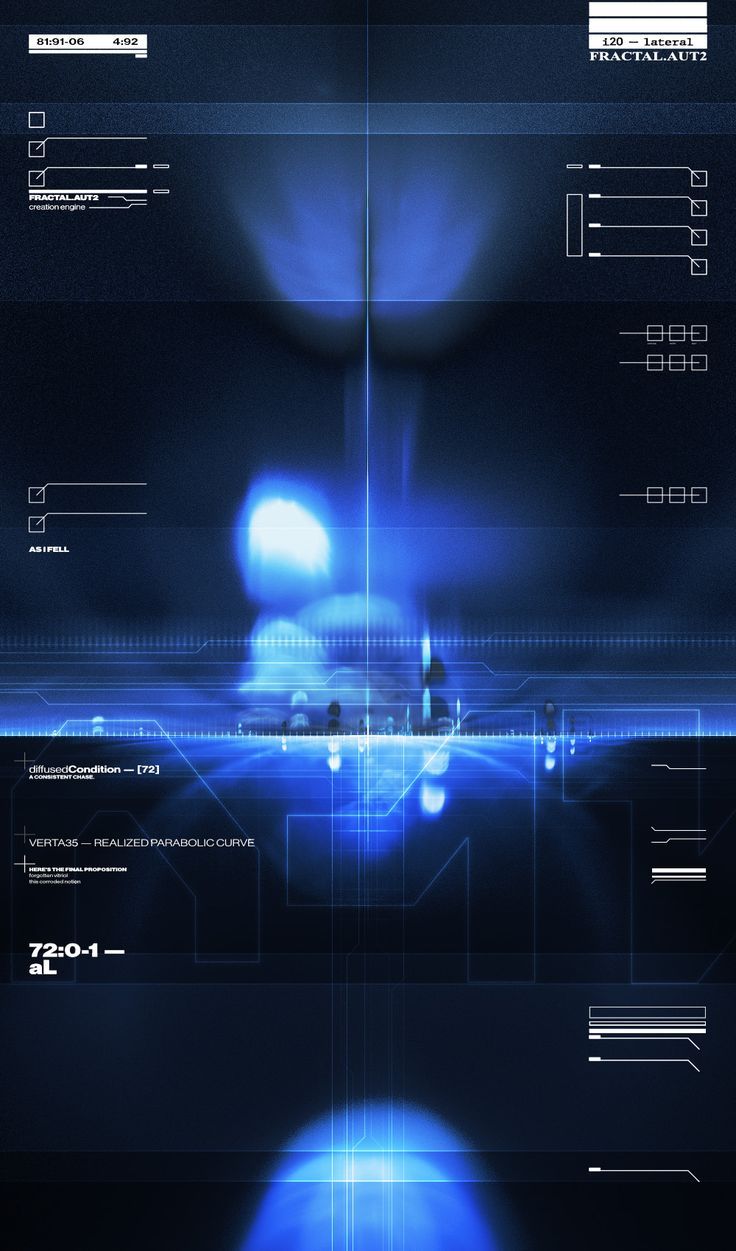 81:91-06 4:92
i20 — lateral
FRACTAL.AUT2
FRACTAL.AUT2
creation engine
AS I FELL
diffusedCondition — [72]
A CONSISTENT CHASE.
VERTA35 — REALIZED PARABOLIC CURVE
HERE'S THE FINAL PROPOSITION
forgotten vitriol
this corroded notion
72:0-1 —
aL